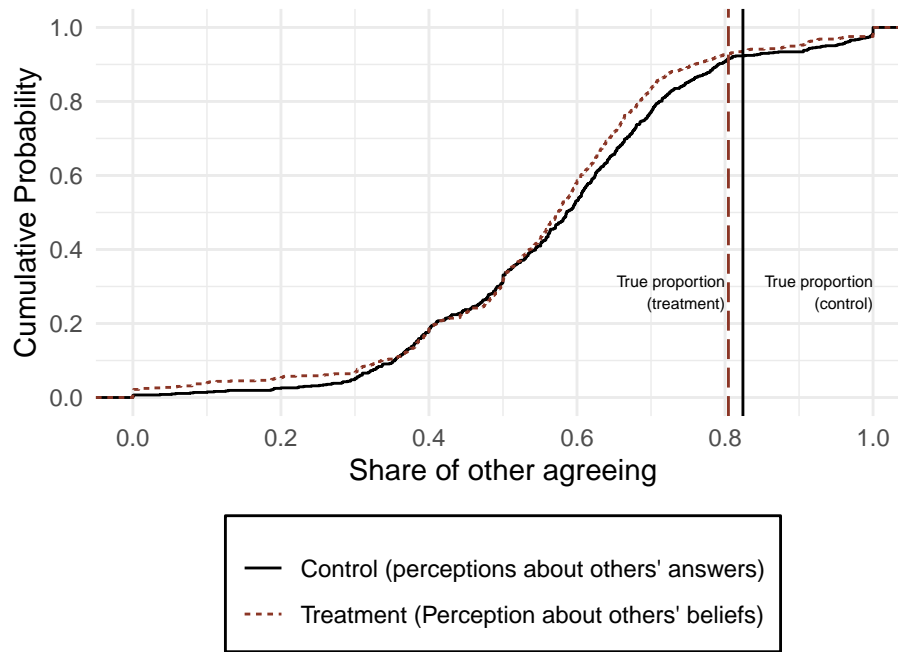 1.0
0.8
0.6
0.4
0.2
0.0
Cumulative Probability
True proportion
(treatment)
True proportion
(control)
0.0 0.2 0.4 0.6 0.8 1.0
Share of other agreeing
Control (perceptions about others' answers)
Treatment (Perception about others' beliefs)